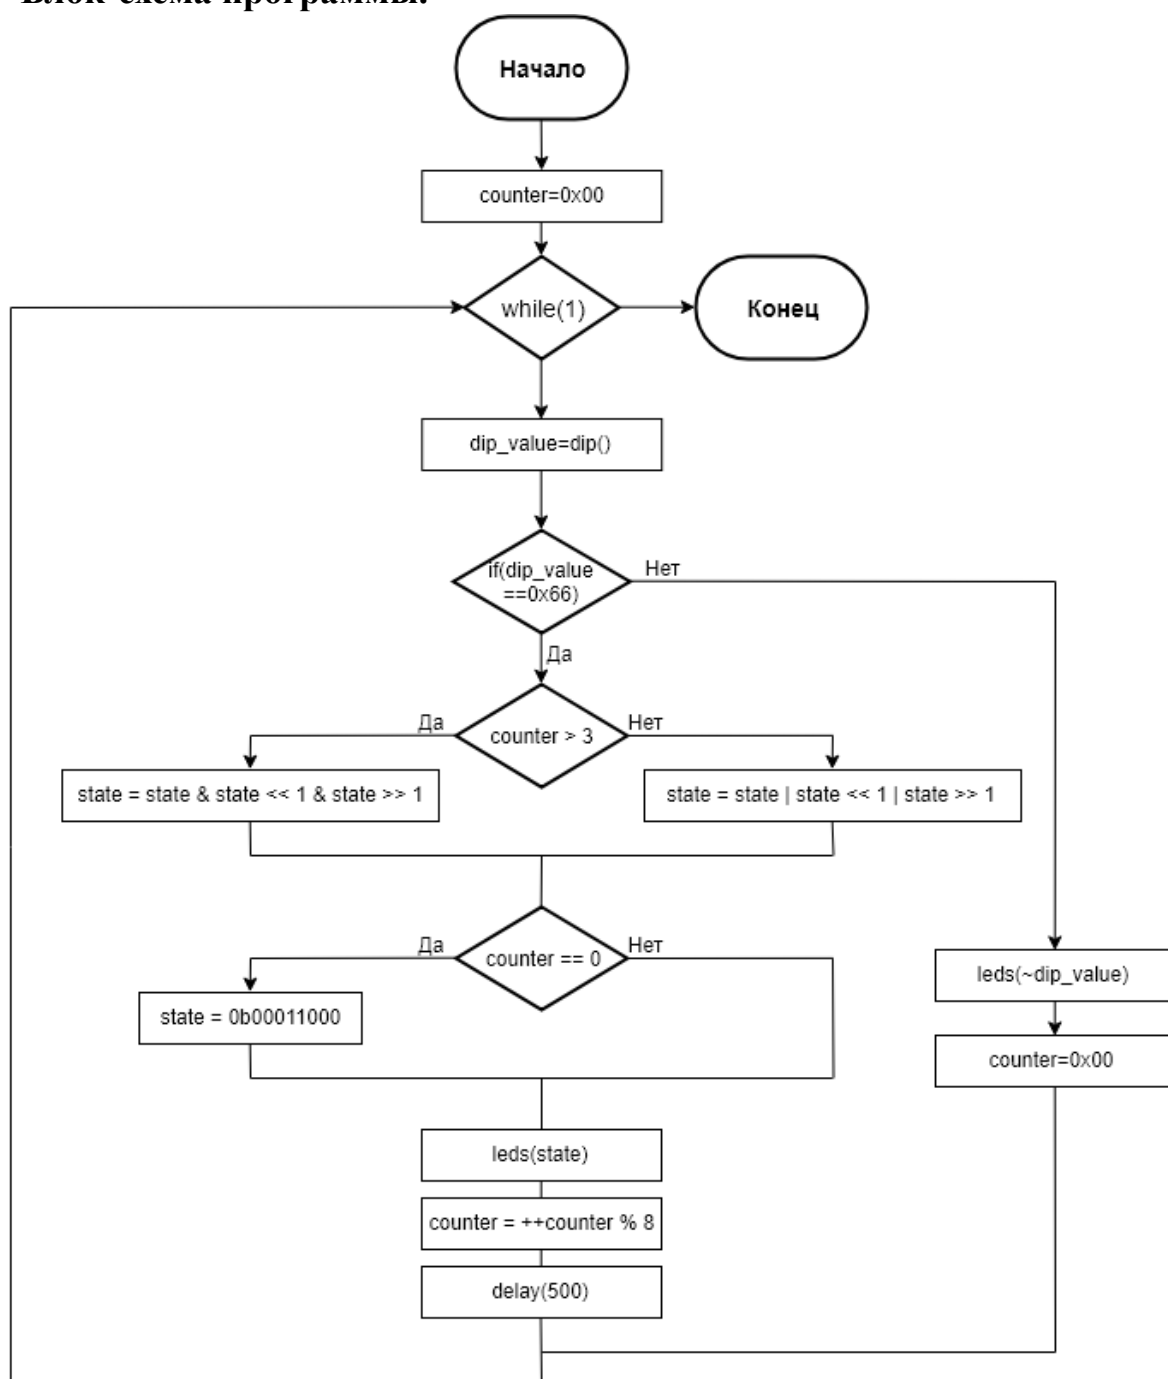 Блок-схема программы:
Начало
counter=0x00
while(1)
Конец
dip_value=dip()
if(dip_value
==0x66)
Нет
Да
counter > 3
Да
Нет
state = state & state << 1 & state >> 1
state = state | state << 1 | state >> 1
counter == 0
Да
Нет
state = 0b00011000
leds(~dip_value)
counter=0x00
leds(state)
counter = ++counter % 8
delay(500)